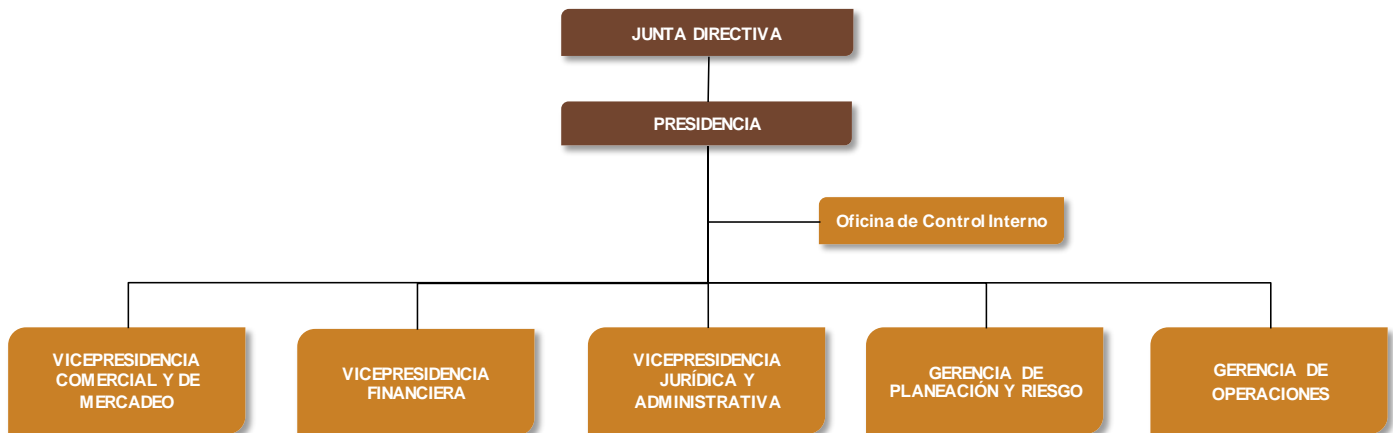 JUNTA DIRECTIVA
PRESIDENCIA
Oficina de Control Interno
VICEPRESIDENCIA
COMERCIAL Y DE
MERCADEO
VICEPRESIDENCIA
FINANCIERA
VICEPRESIDENCIA
JURÍDICA Y
ADMINISTRATIVA
GERENCIA DE
PLANEACIÓN Y RIESGO
GERENCIA DE
OPERACIONES